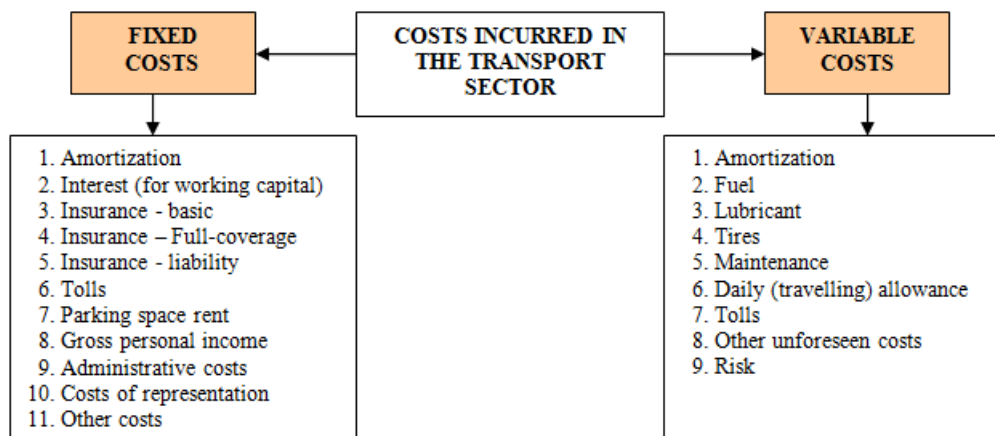 FIXED
COSTS
COSTS INCURRED IN
THE TRANSPORT
SECTOR
VARIABLE
COSTS
1. Amortization
2. Interest (for working capital)
3. Insurance - basic
4. Insurance – Full-coverage
5. Insurance - liability
6. Tolls
7. Parking space rent
8. Gross personal income
9. Administrative costs
10. Costs of representation
11. Other costs
1. Amortization
2. Fuel
3. Lubricant
4. Tires
5. Maintenance
6. Daily (travelling) allowance
7. Tolls
8. Other unforeseen costs
9. Risk